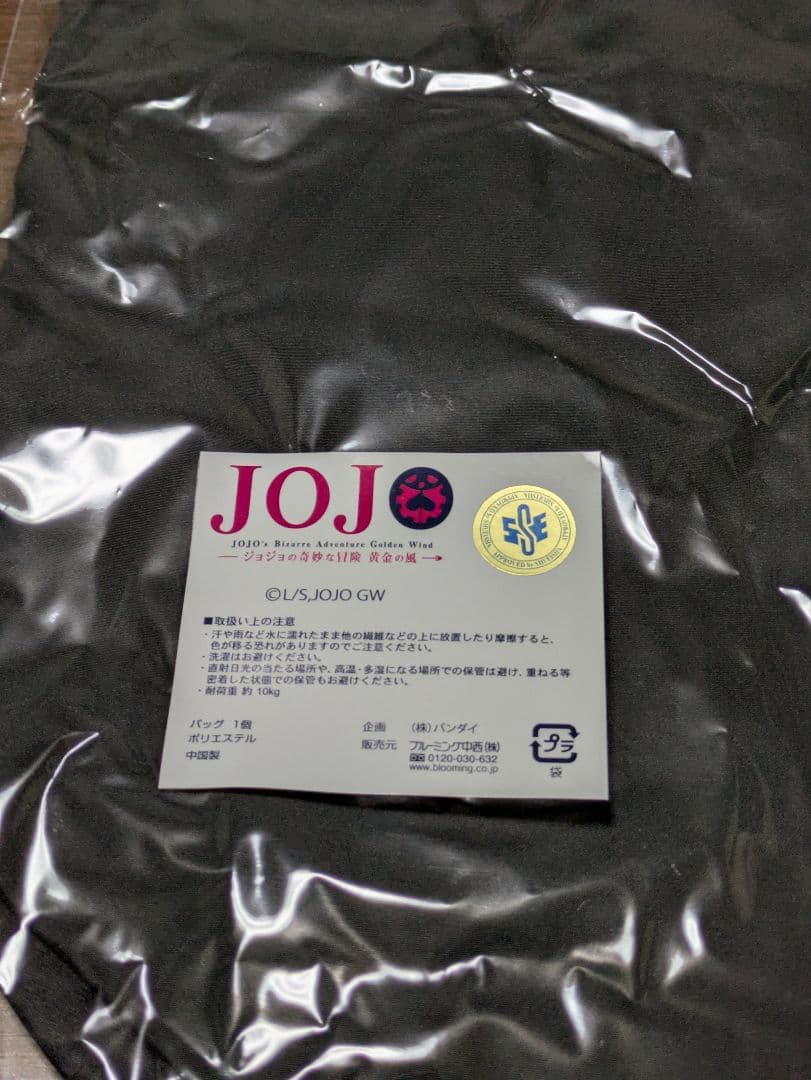 JOJO
JOJO's Bizarre Adventure Golden Wind
ジョジョの奇妙な冒険 黄金の風
©L/S,JOJO GW
■取扱い上の注意
・汗や雨など水に濡れたまま他の繊維などの上に放置したり摩擦すると、
色が移る恐れがありますのでご注意ください。
・洗濯はお避けください。
・直射日光の当たる場所や、高温・多湿になる場所での保管は避け、重ねる等
密着した状態での保管もお避けください。
・耐荷重 約 10kg
バッグ 1個
ポリエステル
中国製
企画 (株)バンダイ
販売元 ブルーミング中西(株)
0120-030-632
www.blooming.co.jp
プラ
袋
APPROVED by SHUEISHA